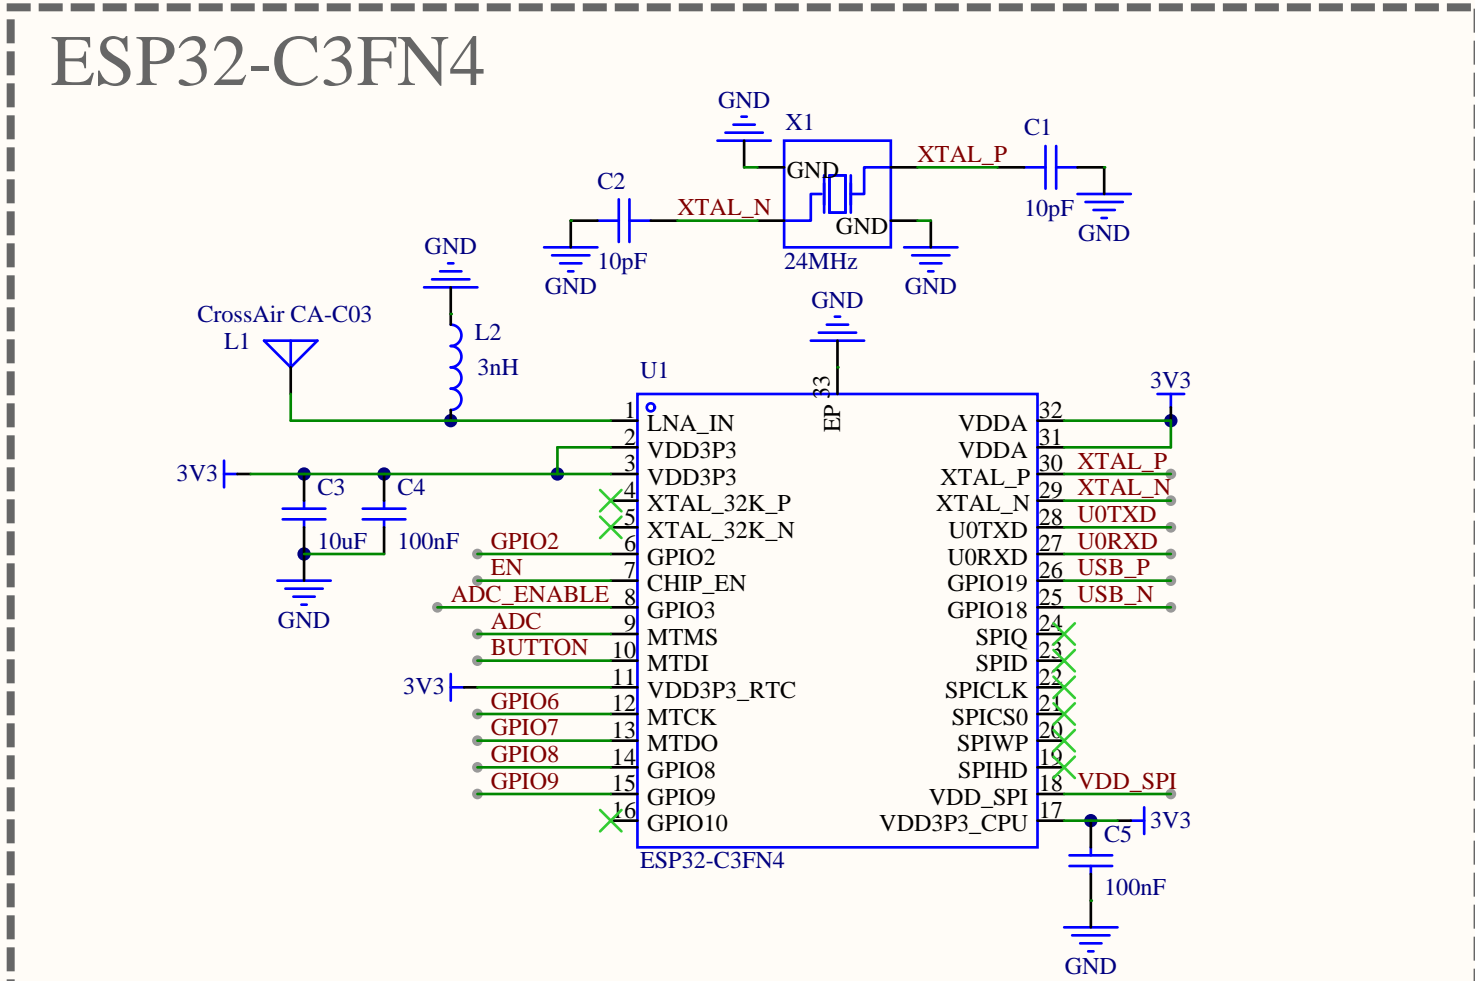 ESP32-C3FN4
GND
X1
C1
GND
XTAL_P
C2
XTAL_N
10pF
GND
GND
GND
24MHz
10pF
GND
GND
GND
CrossAir CA-C03
L1
L2
3nH
GND
U1
EP 33
3V3
1 LNA_IN
VDDA 32
2 VDD3P3
VDDA 31
3V3
3 VDD3P3
XTAL_P 30 XTAL_P
C3
C4
4 XTAL_32K_P
XTAL_N 29 XTAL_N
5 XTAL_32K_N
U0TXD 28 U0TXD
10uF
100nF
GPIO2 6 GPIO2
U0RXD 27 U0RXD
EN 7 CHIP_EN
GPIO19 26 USB_P
ADC_ENABLE 8 GPIO3
GPIO18 25 USB_N
GND
ADC 9 MTMS
SPIQ 24
BUTTON 10 MTDI
SPID 23
3V3 11 VDD3P3_RTC
SPICLK 22
GPIO6 12 MTCK
SPICS0 21
GPIO7 13 MTDO
SPIWP 20
GPIO8 14 GPIO8
SPIHD 19
GPIO9 15 GPIO9
VDD_SPI 18 VDD_SPI
16 GPIO10
VDD3P3_CPU 17
3V3
C5
ESP32-C3FN4
100nF
GND